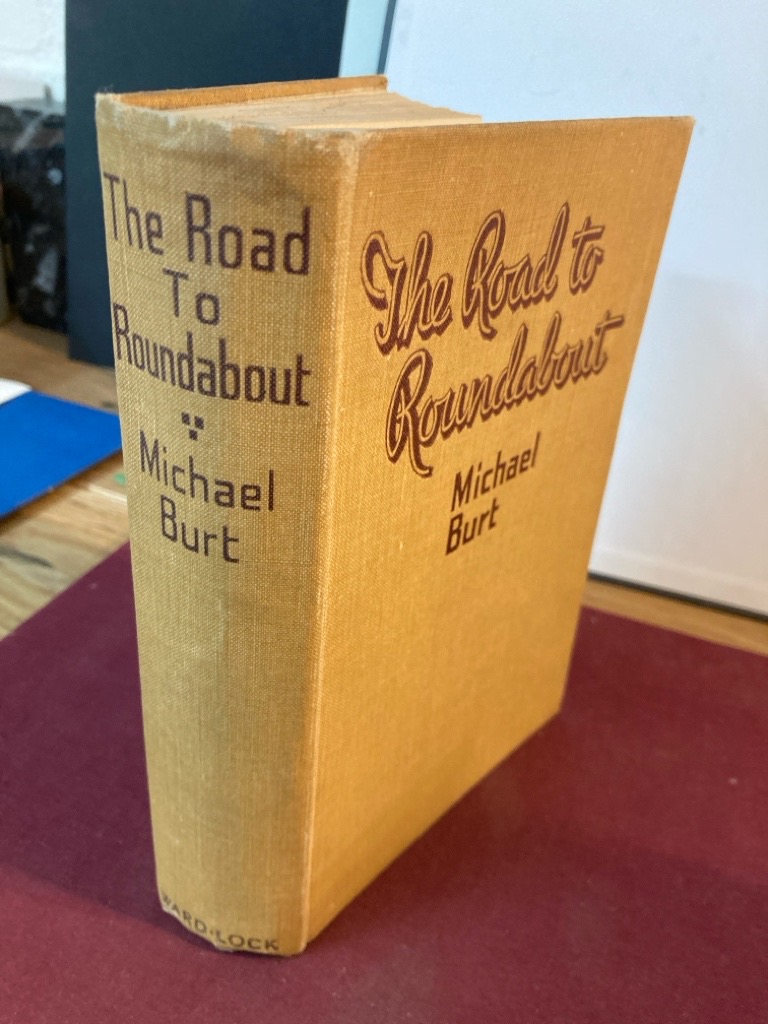 The Road
To
Roundabout
Michael
Burt
WARD·LOCK
The Road to
Roundabout
Michael
Burt